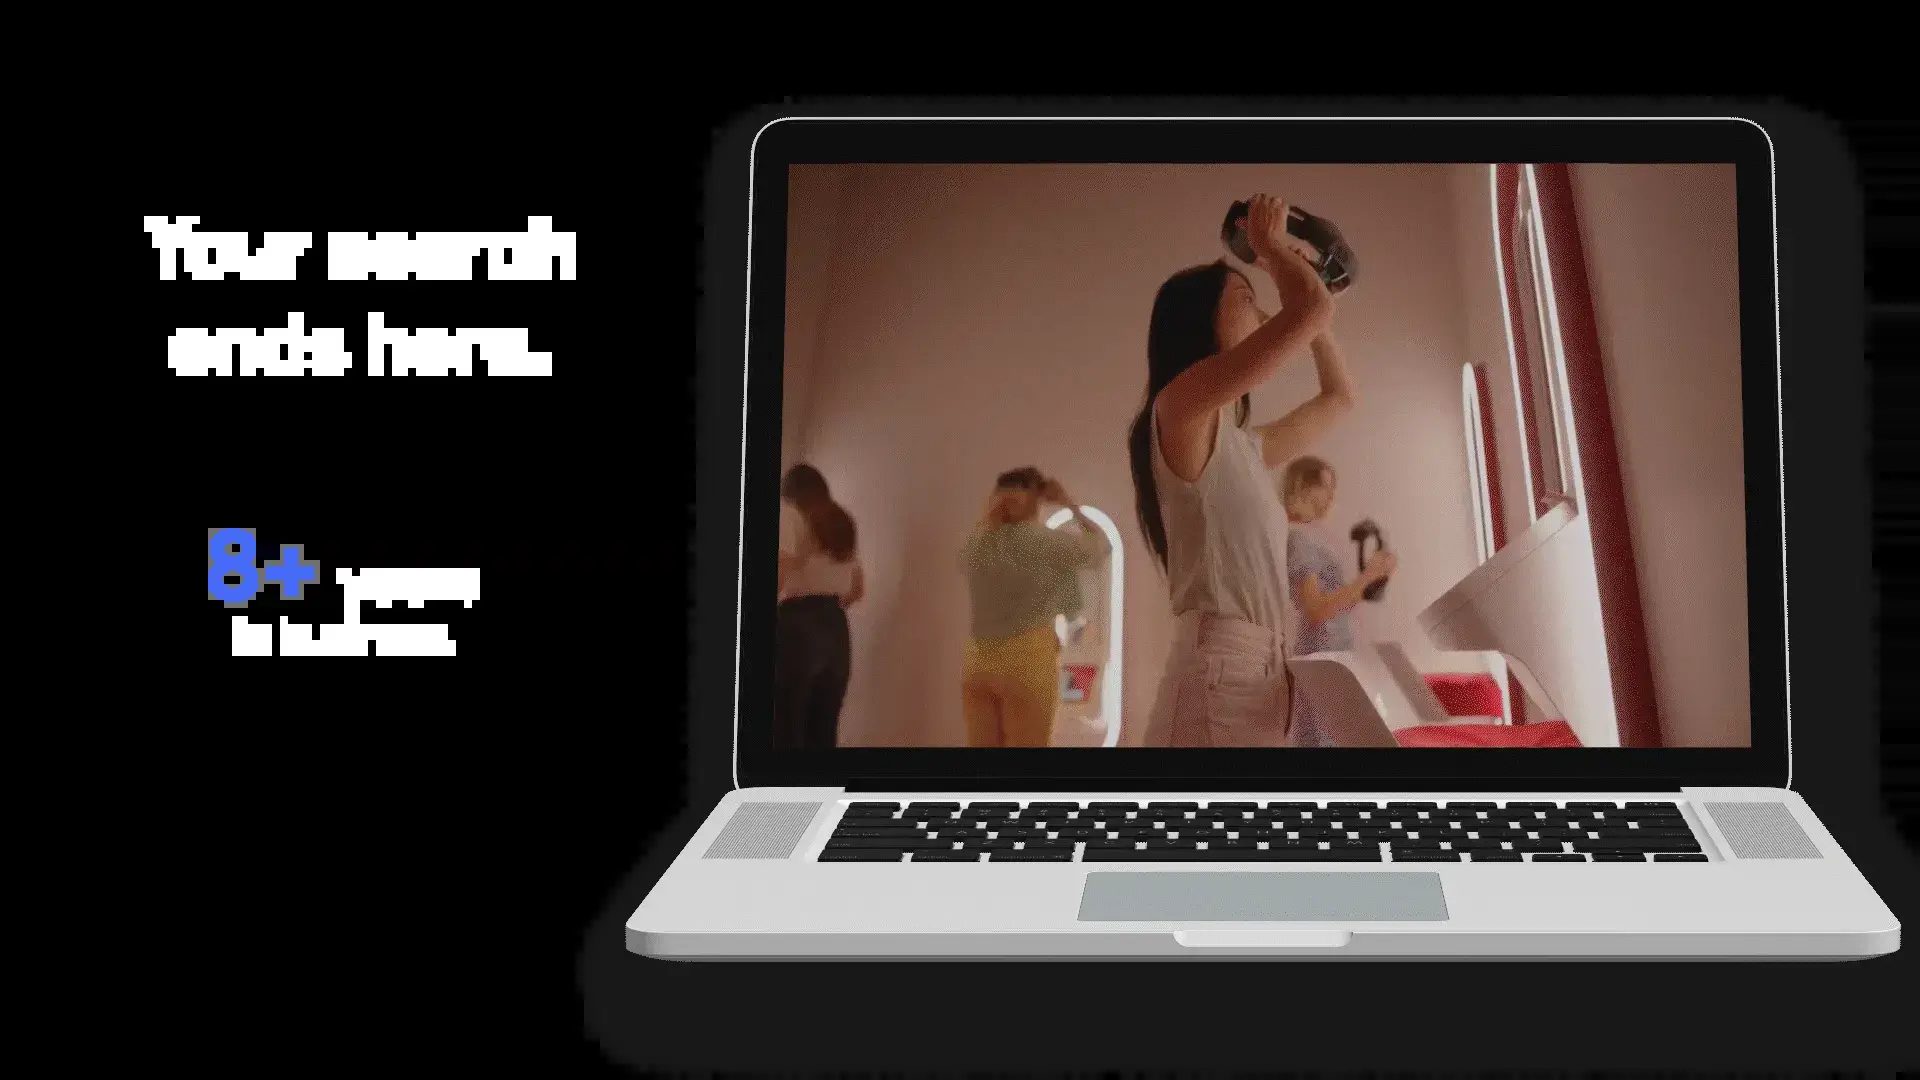 Your search
ends here.
8+ years
in business.